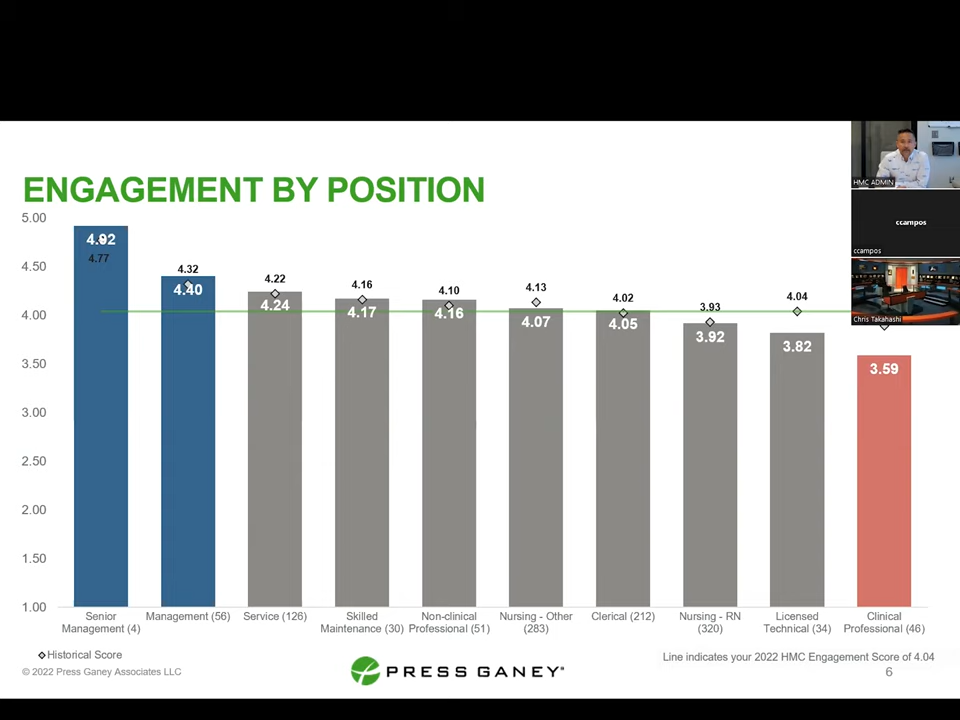 ENGAGEMENT BY POSITION
5.00
4.50
4.00
3.50
3.00
2.50
2.00
1.50
1.00
4.92
4.77
4.32
4.40
4.22
4.24
4.16
4.17
4.10
4.16
4.13
4.07
4.02
4.05
3.93
3.92
4.04
3.82
3.59
Senior
Management (4)
Management (56)
Service (126)
Skilled
Maintenance (30)
Non-clinical
Professional (51)
Nursing - Other
(283)
Clerical (212)
Nursing - RN
(320)
Licensed
Technical (34)
Clinical
Professional (46)
Historical Score
Line indicates your 2022 HMC Engagement Score of 4.04
© 2022 Press Ganey Associates LLC
PRESS GANEY®
6
HMC ADMIN
ccampos
ccampos
Chris Takahashi